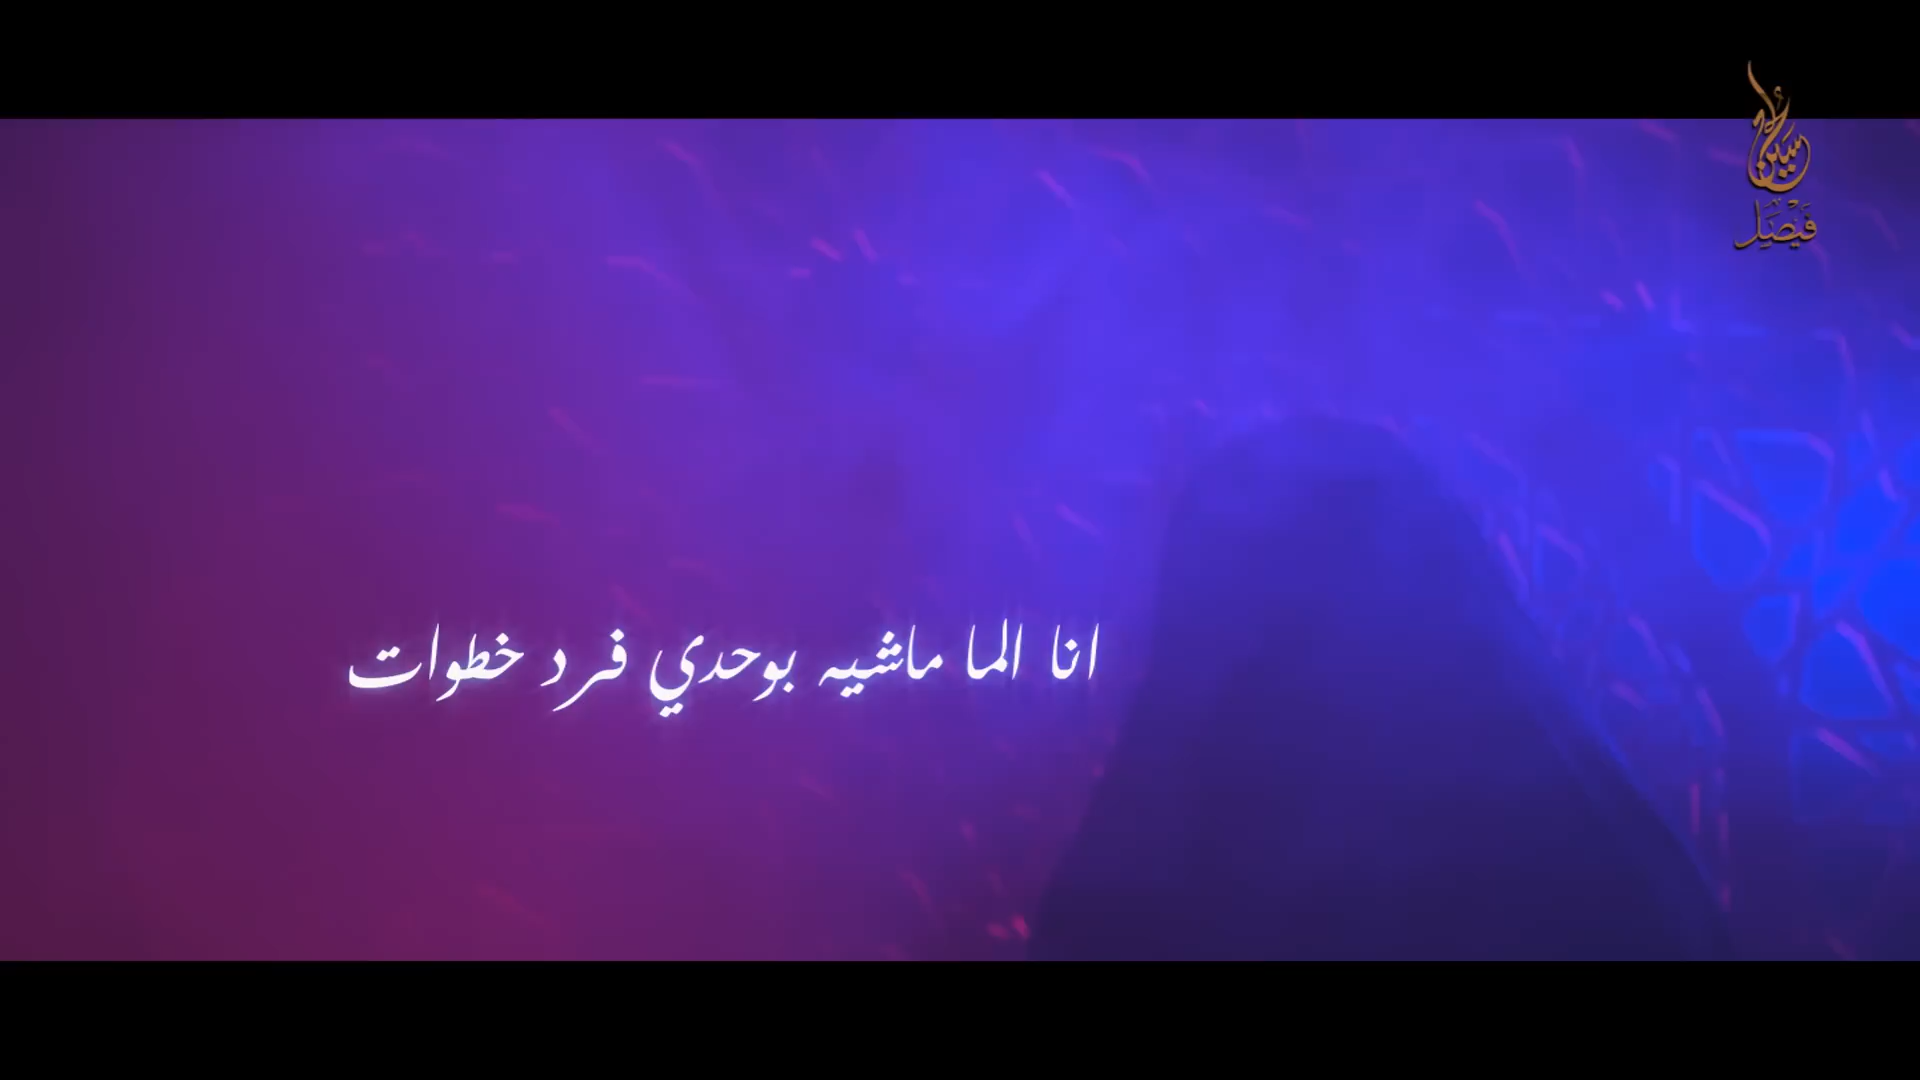 فيصل
انا الما ماشيه بوحدي فرد خطوات